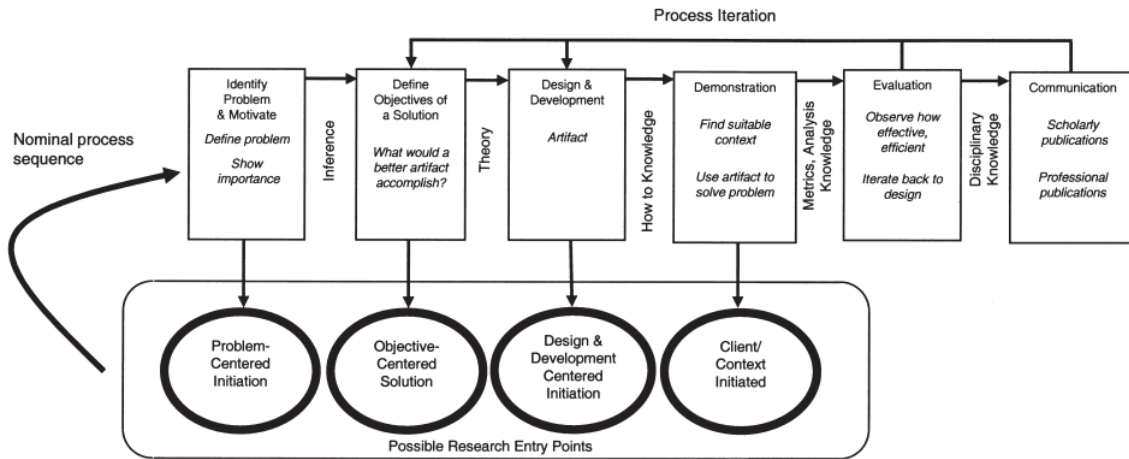 Process Iteration
Nominal process
sequence
Identify
Problem
& Motivate
Define problem
Show
importance
Inference
Define
Objectives of
a Solution
What would a
better artifact
accomplish?
Theory
Design &
Development
Artifact
How to Knowledge
Demonstration
Find suitable
context
Use artifact to
solve problem
Metrics, Analysis
Knowledge
Evaluation
Observe how
effective,
efficient
Iterate back to
design
Disciplinary
Knowledge
Communication
Scholarly
publications
Professional
publications
Problem-
Centered
Initiation
Objective-
Centered
Solution
Design &
Development
Centered
Initiation
Client/
Context
Initiated
Possible Research Entry Points